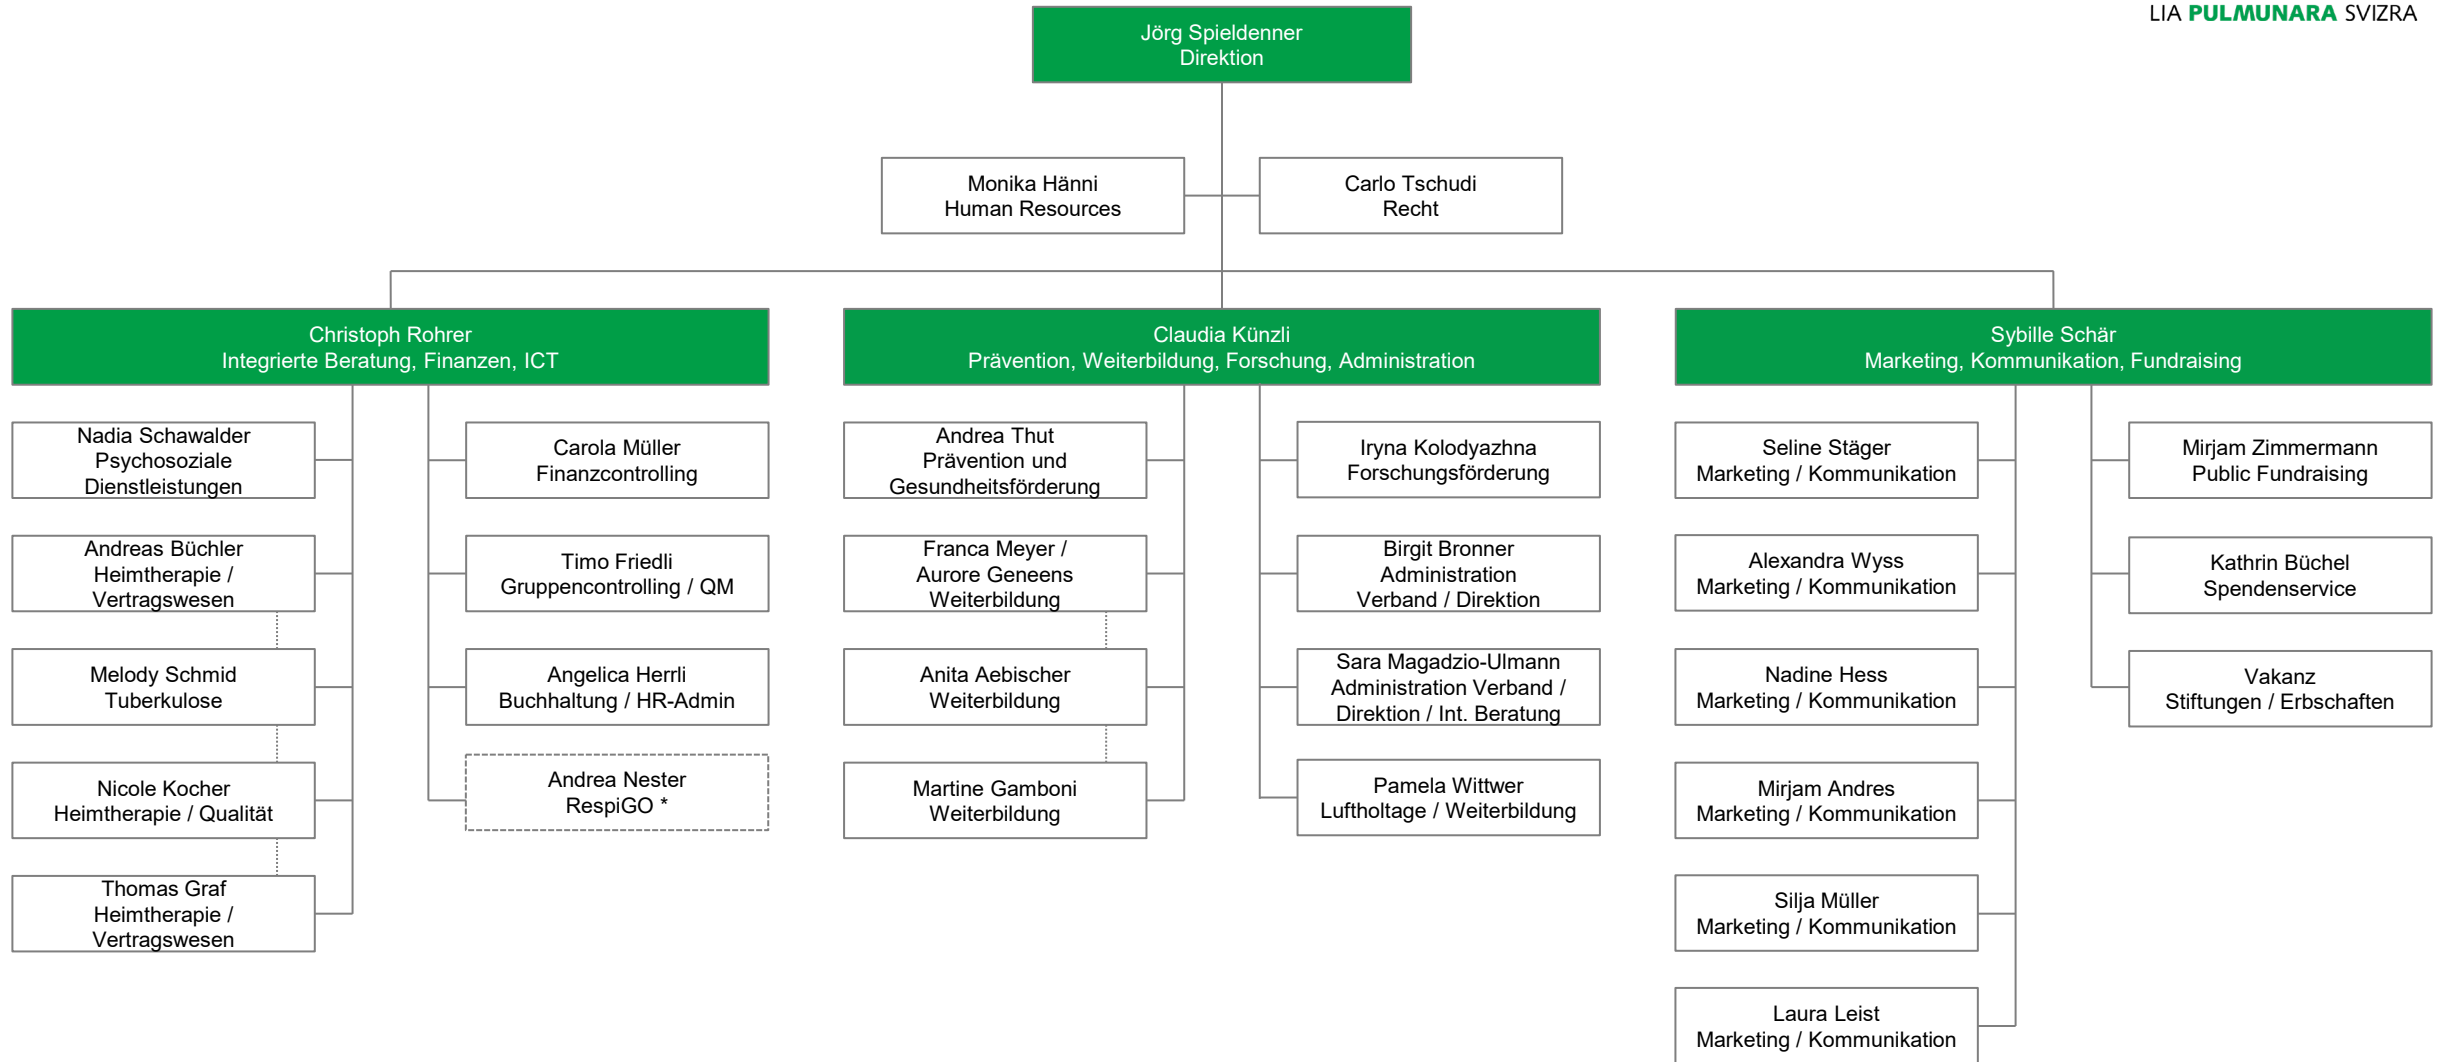 LIA PULMUNARA SVIZRA
Jörg Spieldenner
Direktion
Monika Hänni
Human Resources
Carlo Tschudi
Recht
Christoph Rohrer
Integrierte Beratung, Finanzen, ICT
Claudia Künzli
Prävention, Weiterbildung, Forschung, Administration
Sybille Schär
Marketing, Kommunikation, Fundraising
Nadia Schawalder
Psychosoziale
Dienstleistungen
Andreas Büchler
Heimtherapie /
Vertragswesen
Melody Schmid
Tuberkulose
Nicole Kocher
Heimtherapie / Qualität
Thomas Graf
Heimtherapie /
Vertragswesen
Carola Müller
Finanzcontrolling
Timo Friedli
Gruppencontrolling / QM
Angelica Herrli
Buchhaltung / HR-Admin
Andrea Nester
RespiGO *
Andrea Thut
Prävention und
Gesundheitsförderung
Franca Meyer /
Aurore Geneens
Weiterbildung
Anita Aebischer
Weiterbildung
Martine Gamboni
Weiterbildung
Iryna Kolodyazhna
Forschungsförderung
Birgit Bronner
Administration
Verband / Direktion
Sara Magadzio-Ulmann
Administration Verband /
Direktion / Int. Beratung
Pamela Wittwer
Luftholtage / Weiterbildung
Seline Stäger
Marketing / Kommunikation
Alexandra Wyss
Marketing / Kommunikation
Nadine Hess
Marketing / Kommunikation
Mirjam Andres
Marketing / Kommunikation
Silja Müller
Marketing / Kommunikation
Laura Leist
Marketing / Kommunikation
Mirjam Zimmermann
Public Fundraising
Kathrin Büchel
Spendenservice
Vakanz
Stiftungen / Erbschaften